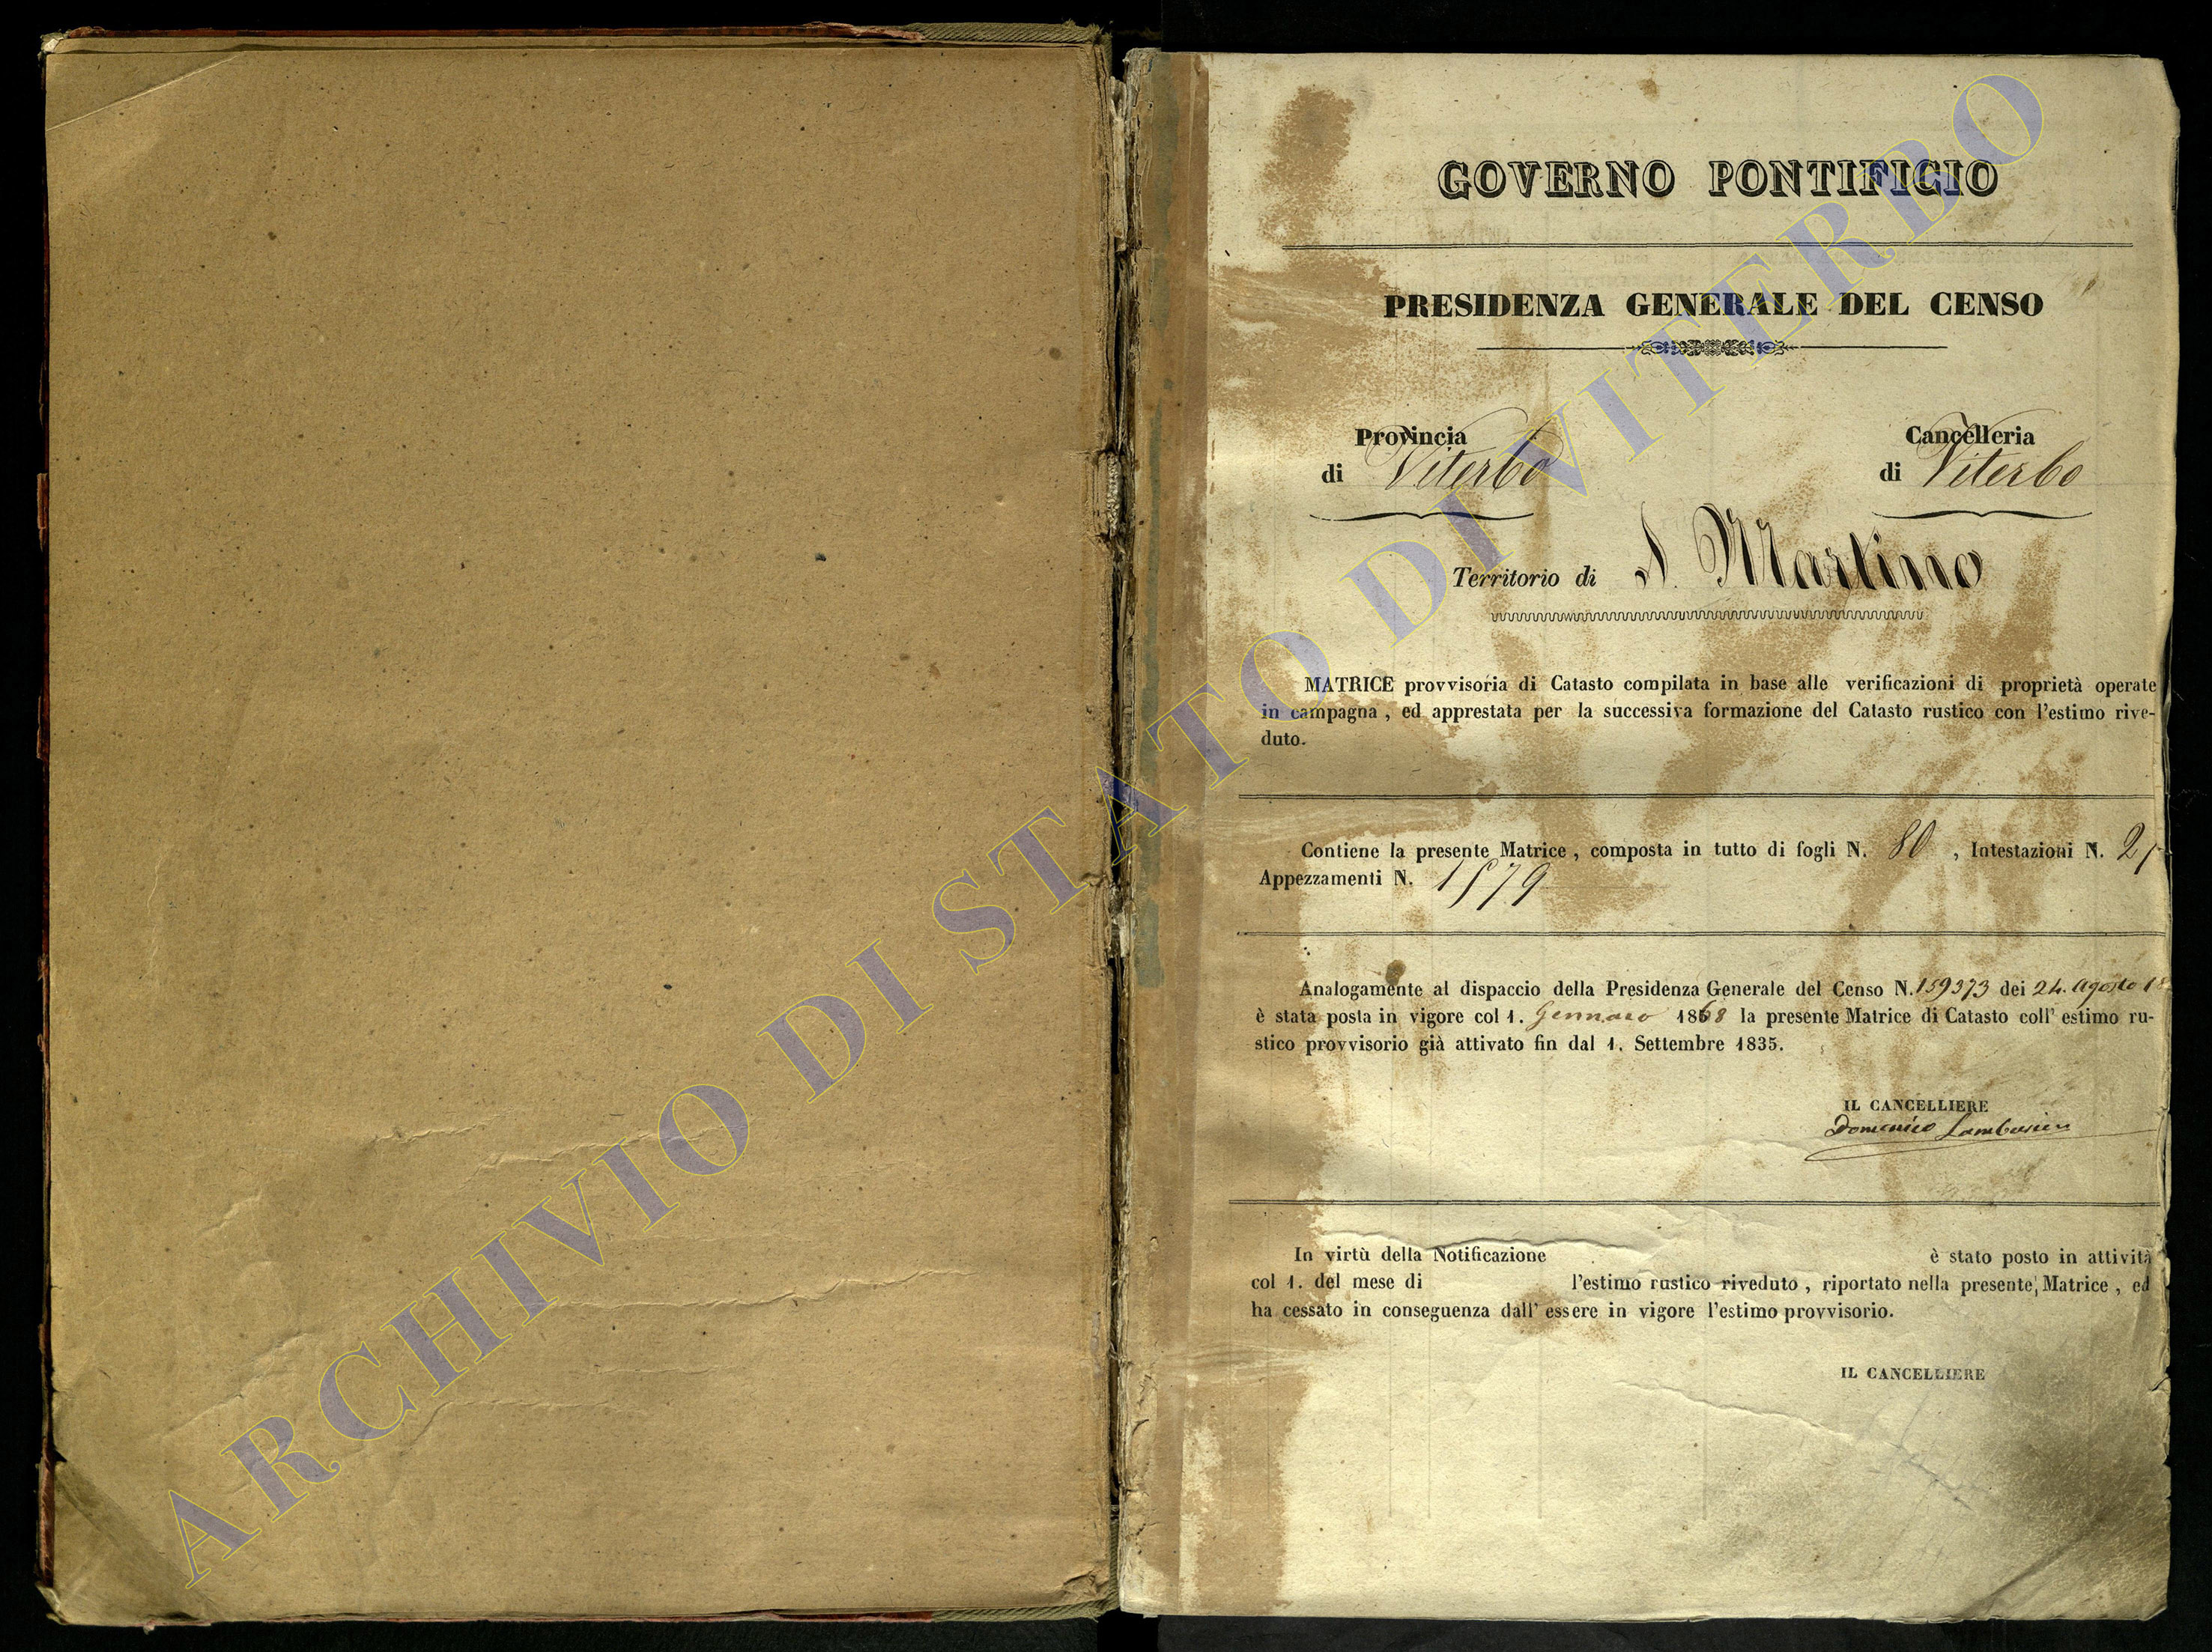 GOVERNO PONTIFICIO
PRESIDENZA GENERALE DEL CENSO
Provincia
di Viterbo
Cancelleria
di Viterbo
Territorio di S. Martino
MATRICE provvisoria di Catasto compilata in base alle verificazioni di proprietà operate
in campagna, ed apprestata per la successiva formazione del Catasto rustico con l'estimo rive-
duto.
Contiene la presente Matrice, composta in tutto di fogli N. 80, Intestazioni N.
Appezzamenti N. 1579
Analogamente al dispaccio della Presidenza Generale del Censo N. 159373 dei 24. Agosto
è stata posta in vigore col 1. Gennaro 1868 la presente Matrice di Catasto coll' estimo ru-
stico provvisorio già attivato fin dal 1. Settembre 1835.
IL CANCELLIERE
Domenico
In virtù della Notificazione è stato posto in attività
col 1. del mese di l'estimo rustico riveduto, riportato nella presente Matrice, ed
ha cessato in conseguenza dall' essere in vigore l'estimo provvisorio.
IL CANCELLIERE
ARCHIVIO DI STATO DI VITERBO